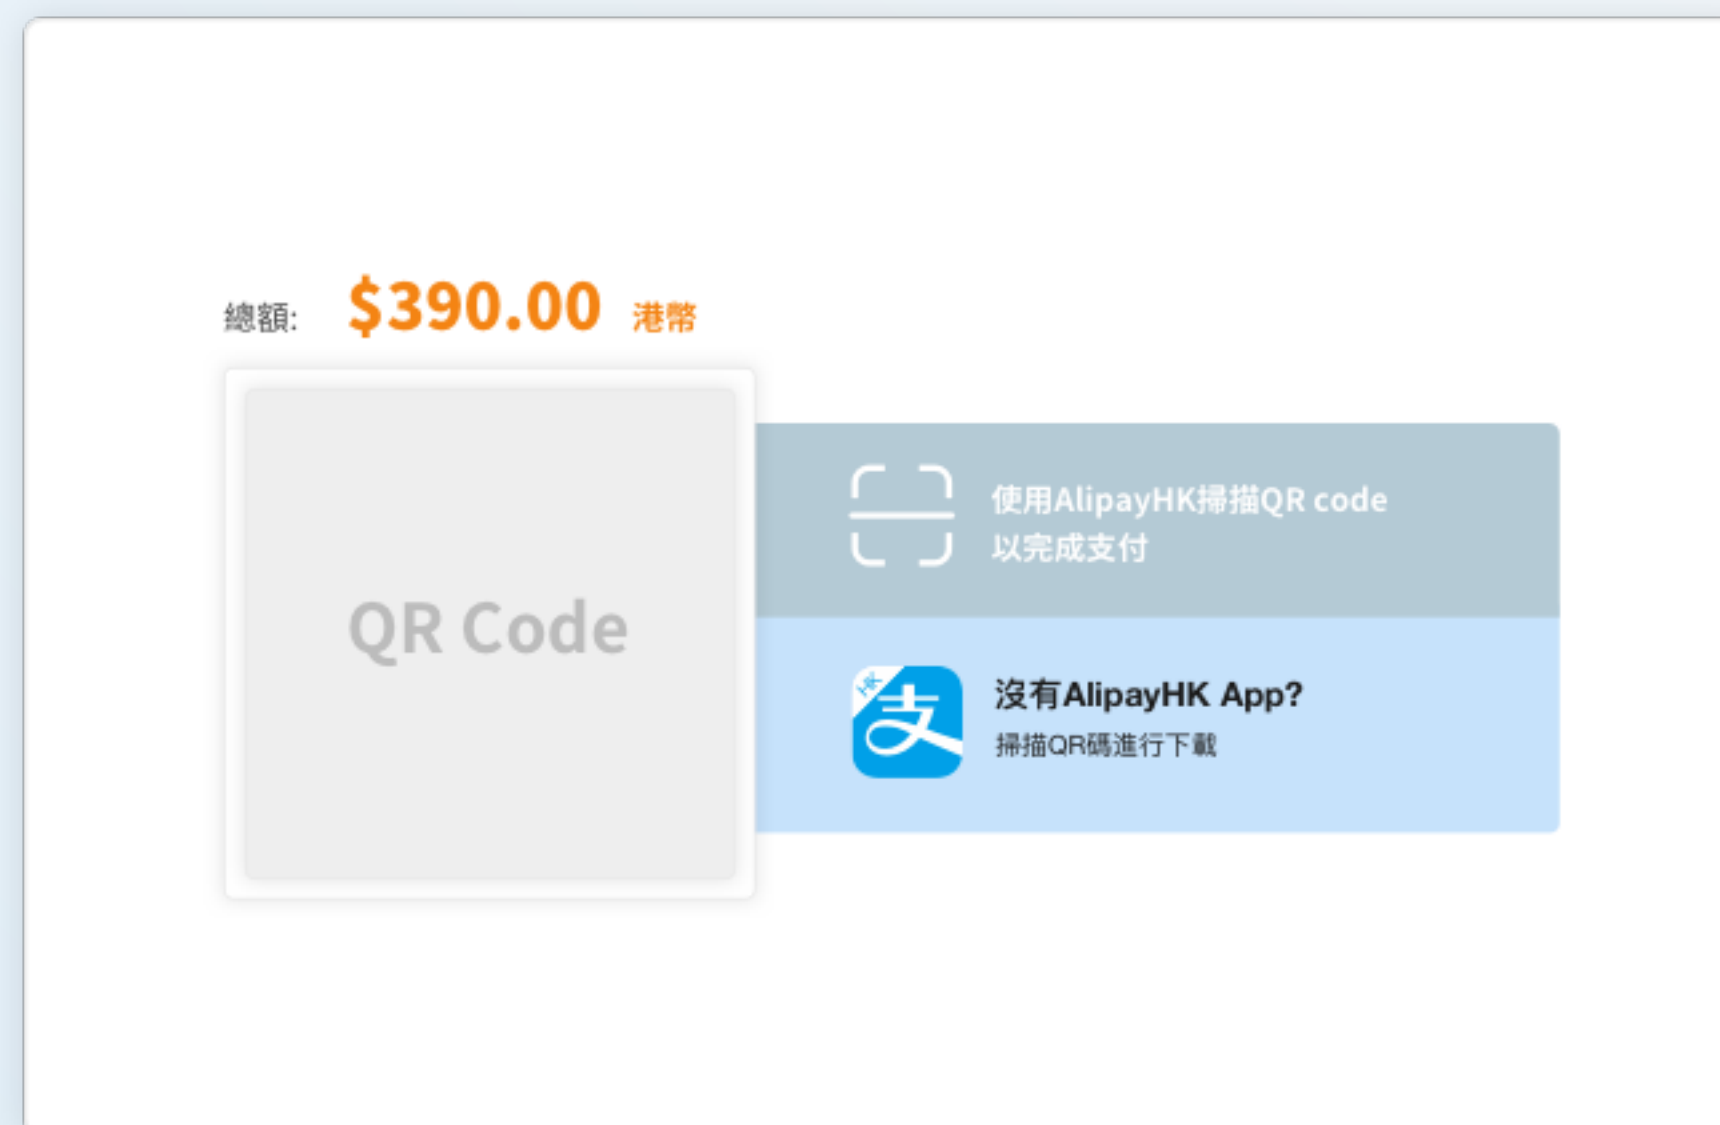 總額: $390.00 港幣
QR Code
使用AlipayHK掃描QR code
以完成支付
HK
支
沒有AlipayHK App?
掃描QR碼進行下載